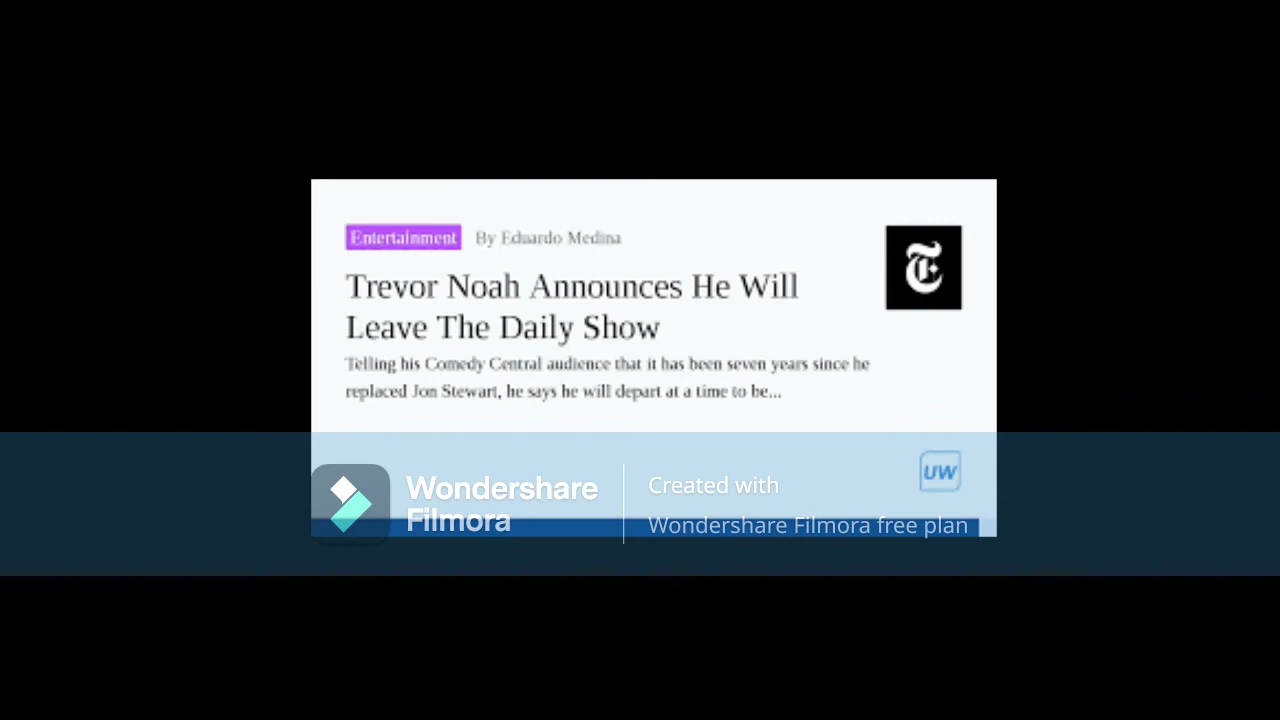 Entertainment By Eduardo Medina
Trevor Noah Announces He Will
Leave The Daily Show
Telling his Comedy Central audience that it has been seven years since he
replaced Jon Stewart, he says he will depart at a time to be...
UW
Wondershare
Filmora
Created with
Wondershare Filmora free plan